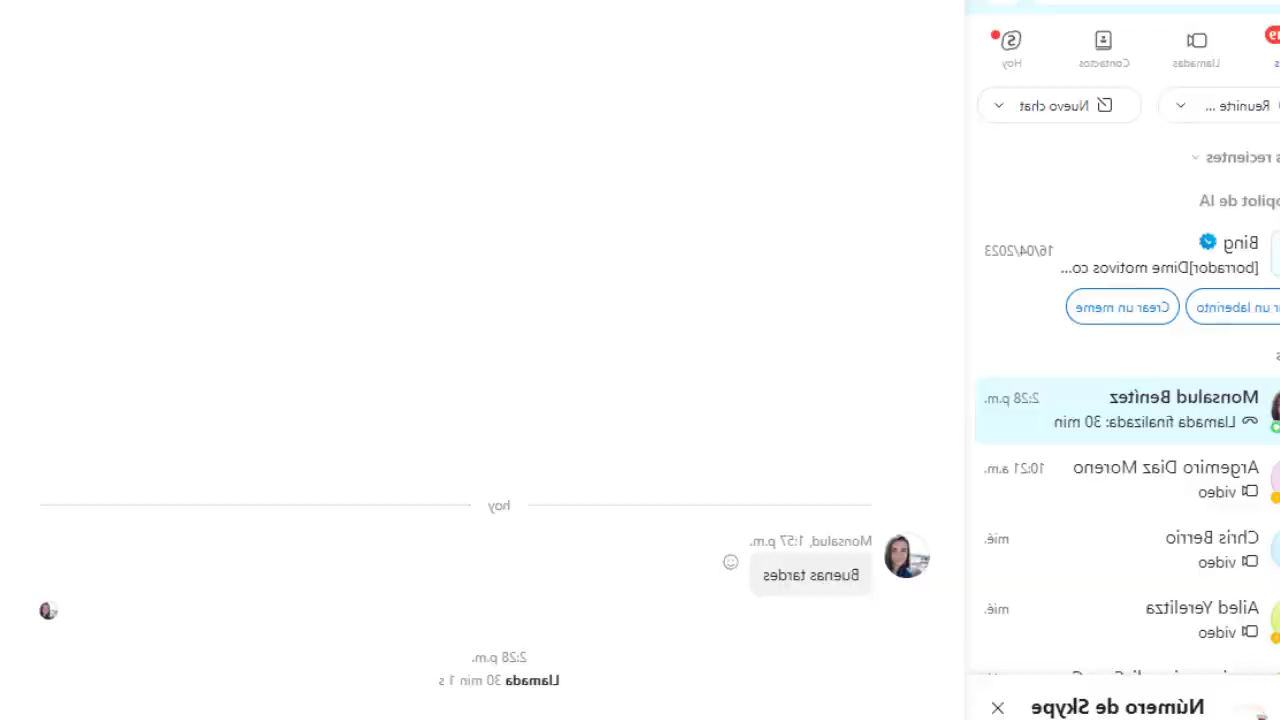 19
s
Llamadas
Contactos
Hoy
Reunirte ...
Nuevo chat
s recientes
pilot de IA
Bing
16/04/2023
[borrador]Dime motivos co...
r un laberinto
Crear un meme
s
Monsalud Benítez
2:28 p.m.
Llamada finalizada: 30 min
Argemiro Diaz Moreno
10:21 a.m.
video
Chris Berrio
mié.
video
Ailed Yerelitza
mié.
video
Número de Skype
hoy
Monsalud, 1:57 p.m.
Buenas tardes
2:28 p.m.
Llamada 30 min 1 s